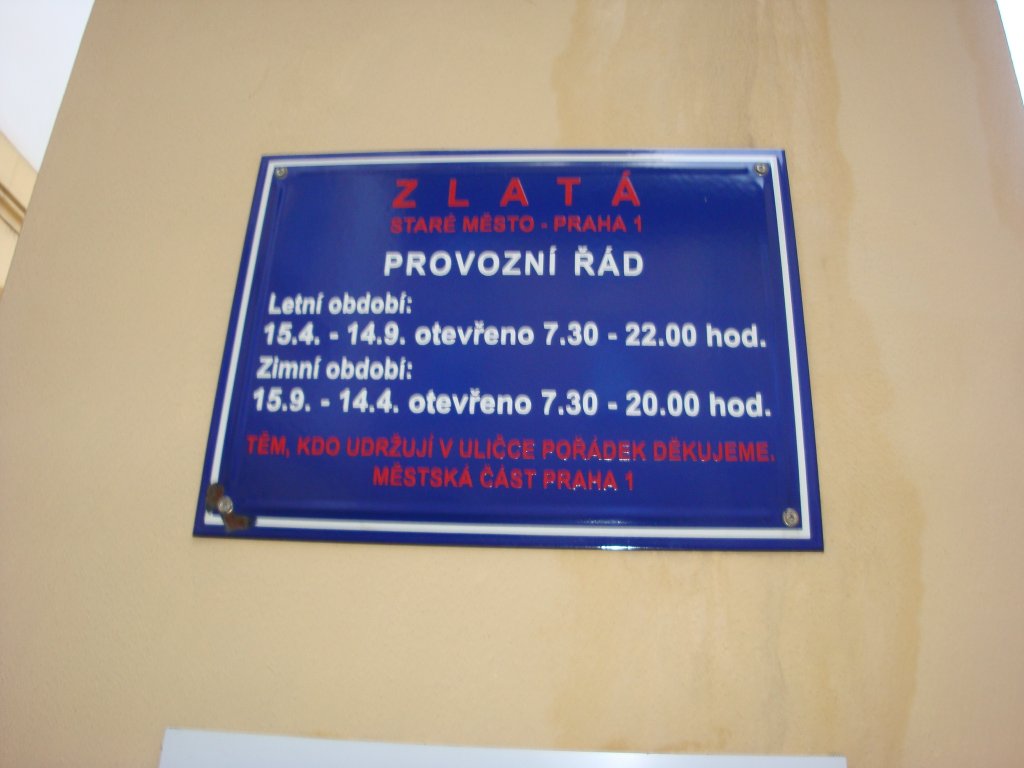 ZLATÁ
STARÉ MĚSTO - PRAHA 1
PROVOZNÍ ŘÁD
Letní období:
15.4. - 14.9. otevřeno 7.30 - 22.00 hod.
Zimní období:
15.9. - 14.4. otevřeno 7.30 - 20.00 hod.
TĚM, KDO UDRŽUJÍ V ULIČCE POŘÁDEK DĚKUJEME.
MĚSTSKÁ ČÁST PRAHA 1